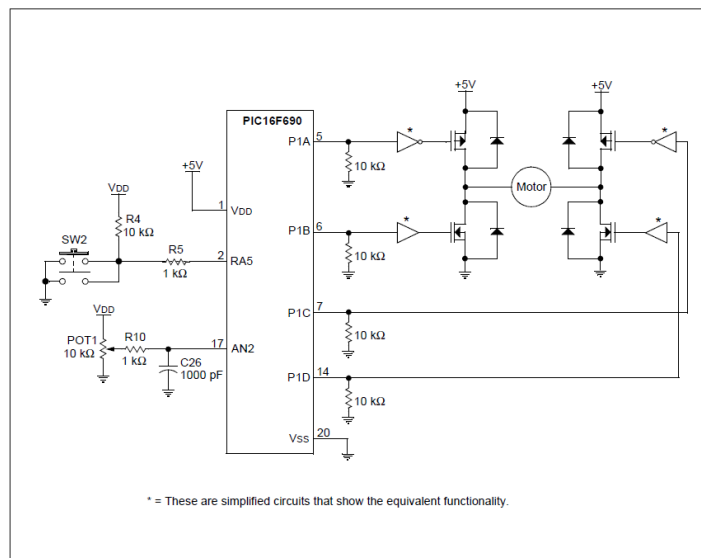 +5V
+5V
PIC16F690
P1A 5
*
*
10 kΩ
+5V
Motor
VDD
1 VDD
R4
10 kΩ
P1B 6
*
*
SW2
R5
2 RA5
1 kΩ
10 kΩ
P1C 7
VDD
10 kΩ
POT1
10 kΩ
R10
1 kΩ
17 AN2
C26
1000 pF
P1D 14
10 kΩ
VSS 20
* = These are simplified circuits that show the equivalent functionality.